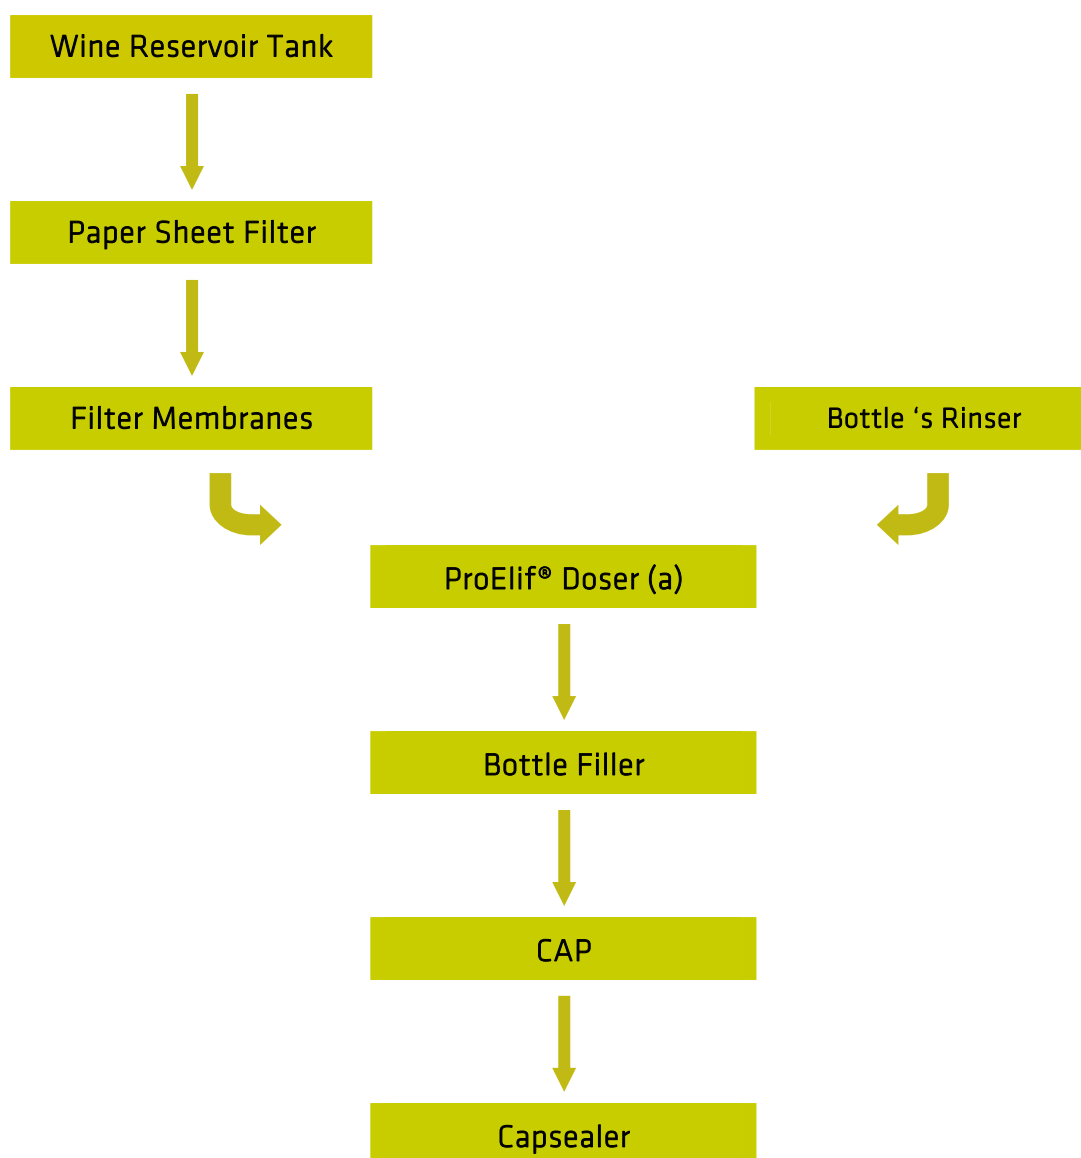 Wine Reservoir Tank
Paper Sheet Filter
Filter Membranes
Bottle ‘s Rinser
ProElif® Doser (a)
Bottle Filler
CAP
Capsealer